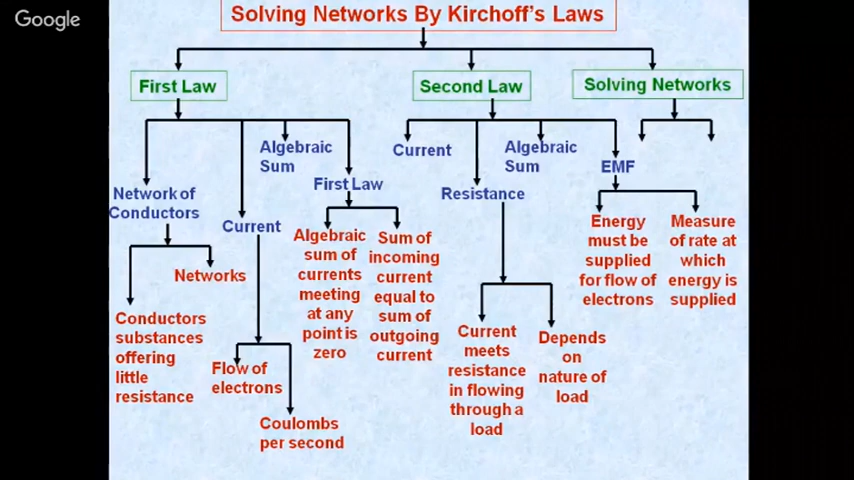 Google
Solving Networks By Kirchoff's Laws
First Law
Second Law
Solving Networks
Network of
Conductors
Networks
Conductors
substances
offering
little
resistance
Current
Flow of
electrons
Coulombs
per second
Algebraic
Sum
First Law
Algebraic
sum of
currents
meeting
at any
point is
zero
Sum of
incoming
current
equal to
sum of
outgoing
current
Current
Resistance
Current
meets
resistance
in flowing
through a
load
Depends
on
nature of
load
Algebraic
Sum
EMF
Energy
must be
supplied
for flow of
electrons
Measure
of rate at
which
energy is
supplied